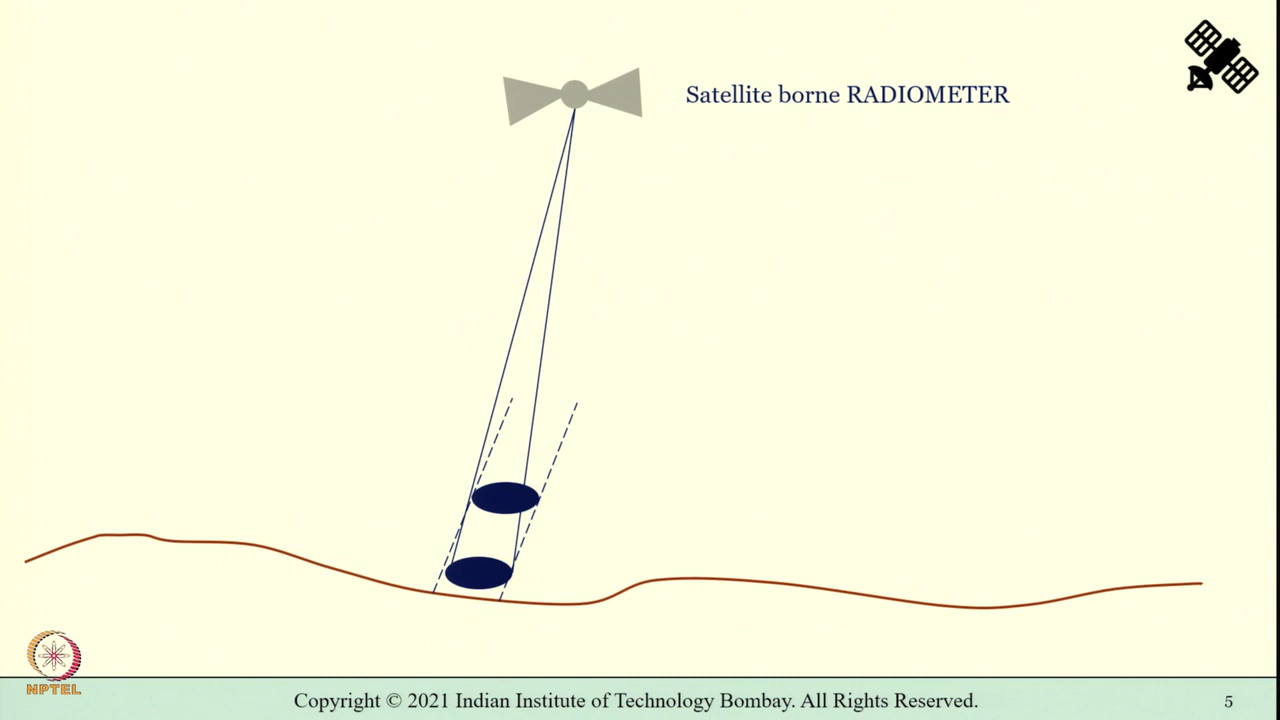 Satellite borne RADIOMETER
NPTEL
Copyright © 2021 Indian Institute of Technology Bombay. All Rights Reserved.
5